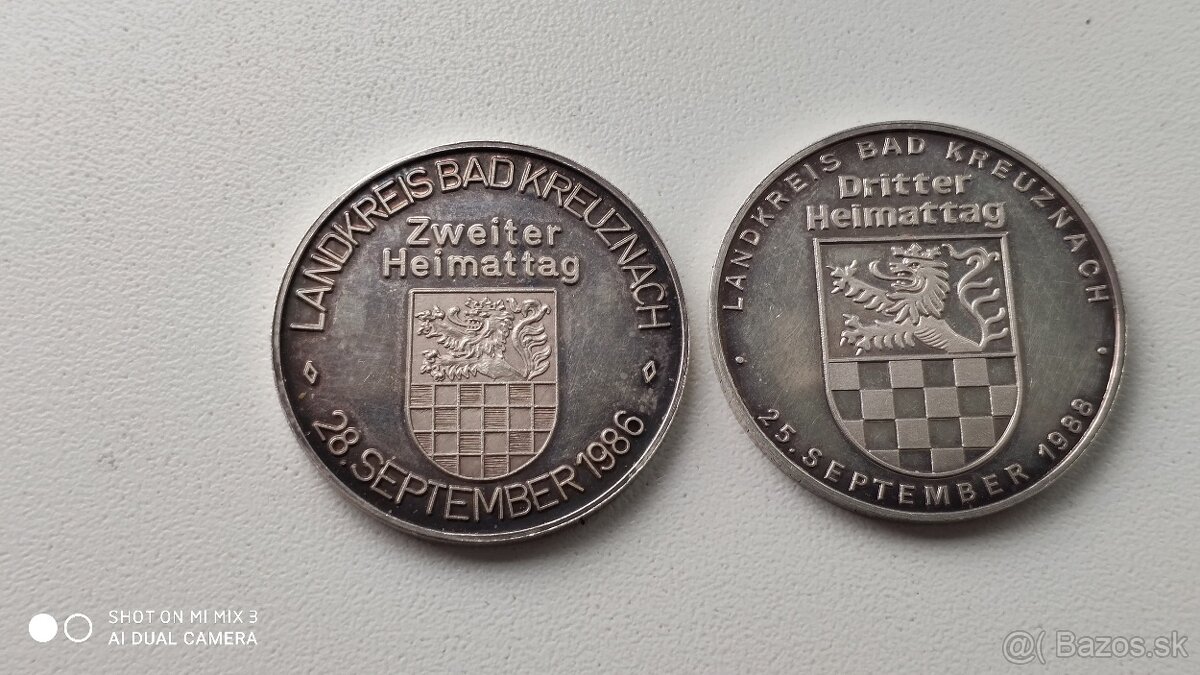 LANDKREIS BAD KREUZNACH
Zweiter
Heimattag
28. SEPTEMBER 1986
LANDKREIS BAD KREUZNACH
Dritter
Heimattag
25. SEPTEMBER 1988
SHOT ON MI MIX 3
AI DUAL CAMERA
@( Bazos.sk